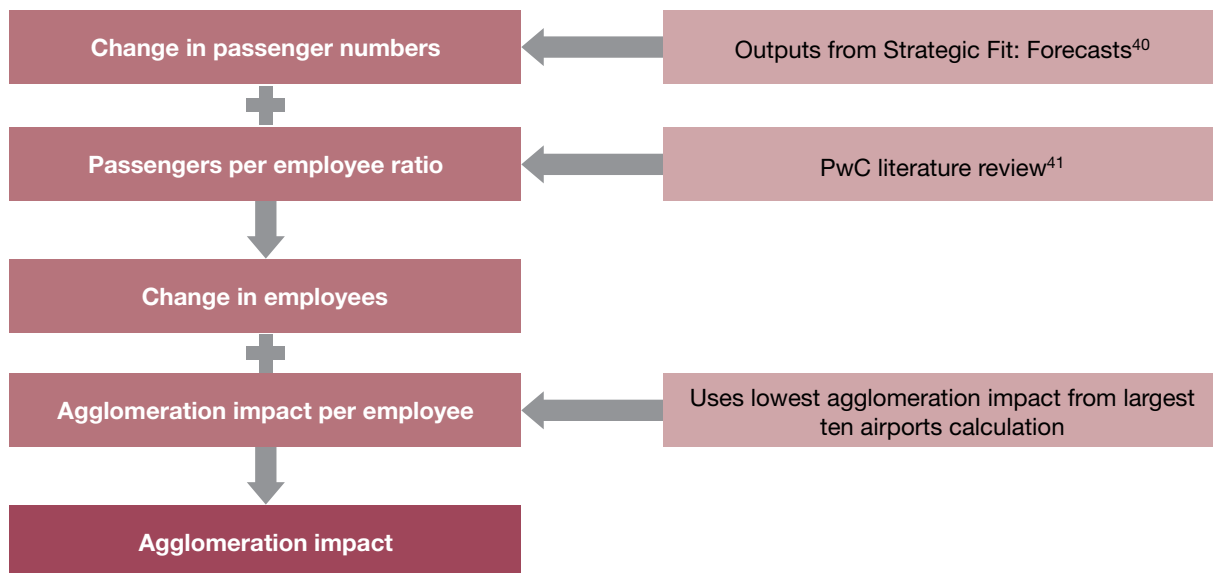 Change in passenger numbers
Outputs from Strategic Fit: Forecasts⁴⁰
Passengers per employee ratio
PwC literature review⁴¹
Change in employees
Agglomeration impact per employee
Uses lowest agglomeration impact from largest
ten airports calculation
Agglomeration impact